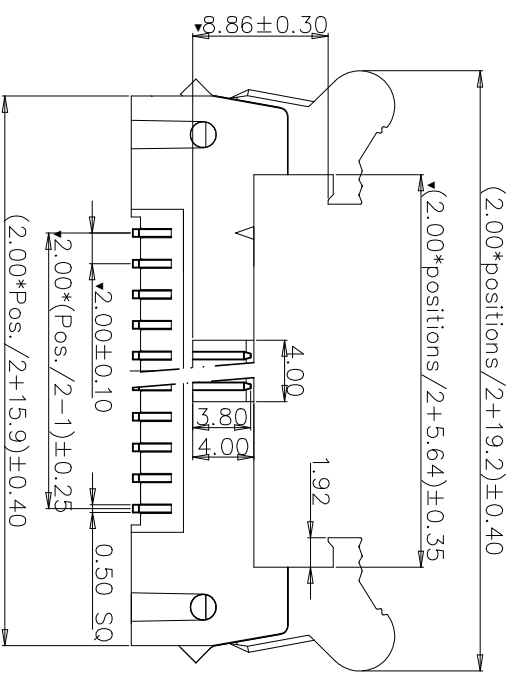 ▾8.86±0.30
(2.00*positions/2+19.2)±0.40
▾(2.00*positions/2+5.64)±0.35
4.00
3.80
4.00
1.92
▾2.00±0.10
▾2.00*(Pos./2-1)±0.25
0.50 SQ
(2.00*Pos./2+15.9)±0.40